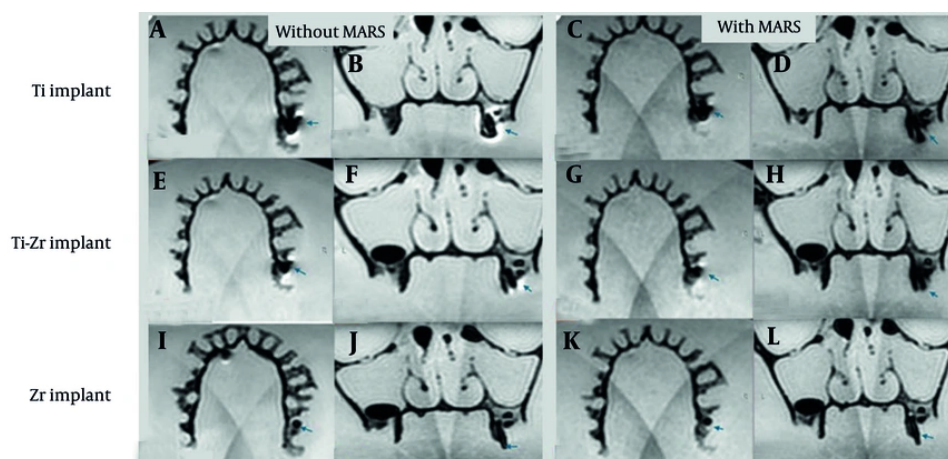 Without MARS
With MARS
A
B
C
D
Ti implant
E
F
G
H
Ti-Zr implant
I
J
K
L
Zr implant